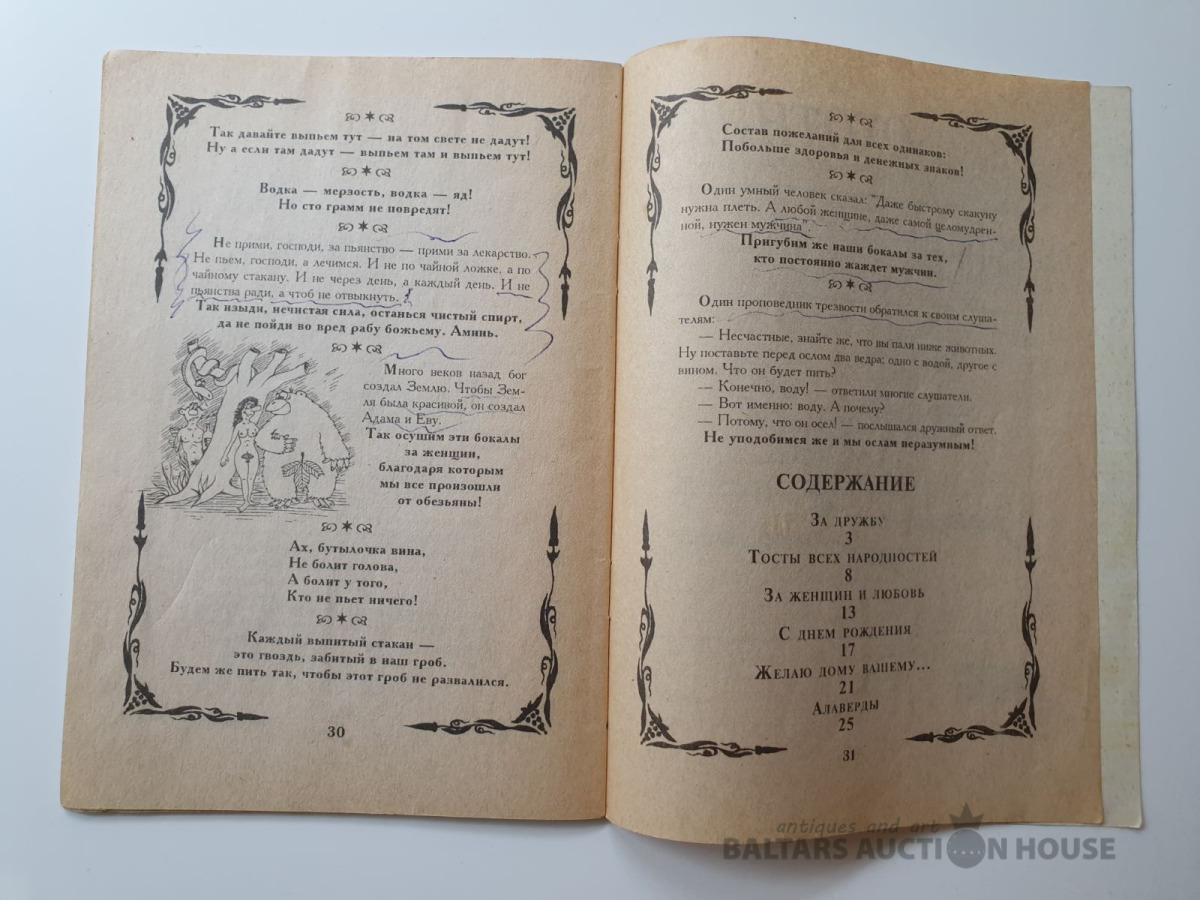 Так давайте выпьем тут — на том свете не дадут!
Ну а если там дадут — выпьем там и выпьем тут!
Водка — мерзость, водка — яд!
Но сто грамм не повредят!
Не прими, господи, за пьянство — прими за лекарство.
Не пьем, господи, а лечимся. И не по чайной ложке, а по
чайному стакану. И не через день, а каждый день. И не
пьянства ради, а чтоб не отвыкнуть.
Так изыди, нечистая сила, останься чистый спирт,
да не пойди во вред рабу божьему. Аминь.
Много веков назад бог
создал Землю. Чтобы Зем-
ля была красивой, он создал
Адама и Еву.
Так осушим эти бокалы
за женщин,
благодаря которым
мы все произошли
от обезьяны!
Ах, бутылочка вина,
Не болит голова,
А болит у того,
Кто не пьет ничего!
Каждый выпитый стакан —
это гвоздь, забитый в наш гроб.
Будем же пить так, чтобы этот гроб не развалился.
30
Состав пожеланий для всех одинаков:
Побольше здоровья и денежных знаков!
Один умный человек сказал: "Даже быстрому скакуну
нужна плеть. А любой женщине, даже самой целомудрен-
ной, нужен мужчина".
Пригубим же наши бокалы за тех,
кто постоянно жаждет мужчин.
Один проповедник трезвости обратился к своим слуша-
телям:
— Несчастные, знайте же, что вы пали ниже животных.
Ну поставьте перед ослом два ведра: одно с водой, другое с
вином. Что он будет пить?
— Конечно, воду! — ответили многие слушатели.
— Вот именно: воду. А почему?
— Потому, что он осел! — послышался дружный ответ.
Не уподобимся же и мы ослам неразумным!
СОДЕРЖАНИЕ
За дружбу
3
Тосты всех народностей
8
За женщин и любовь
13
С днем рождения
17
Желаю дому вашему...
21
Алаверды
25
31
antiques and art
BALTARS AUCTION HOUSE